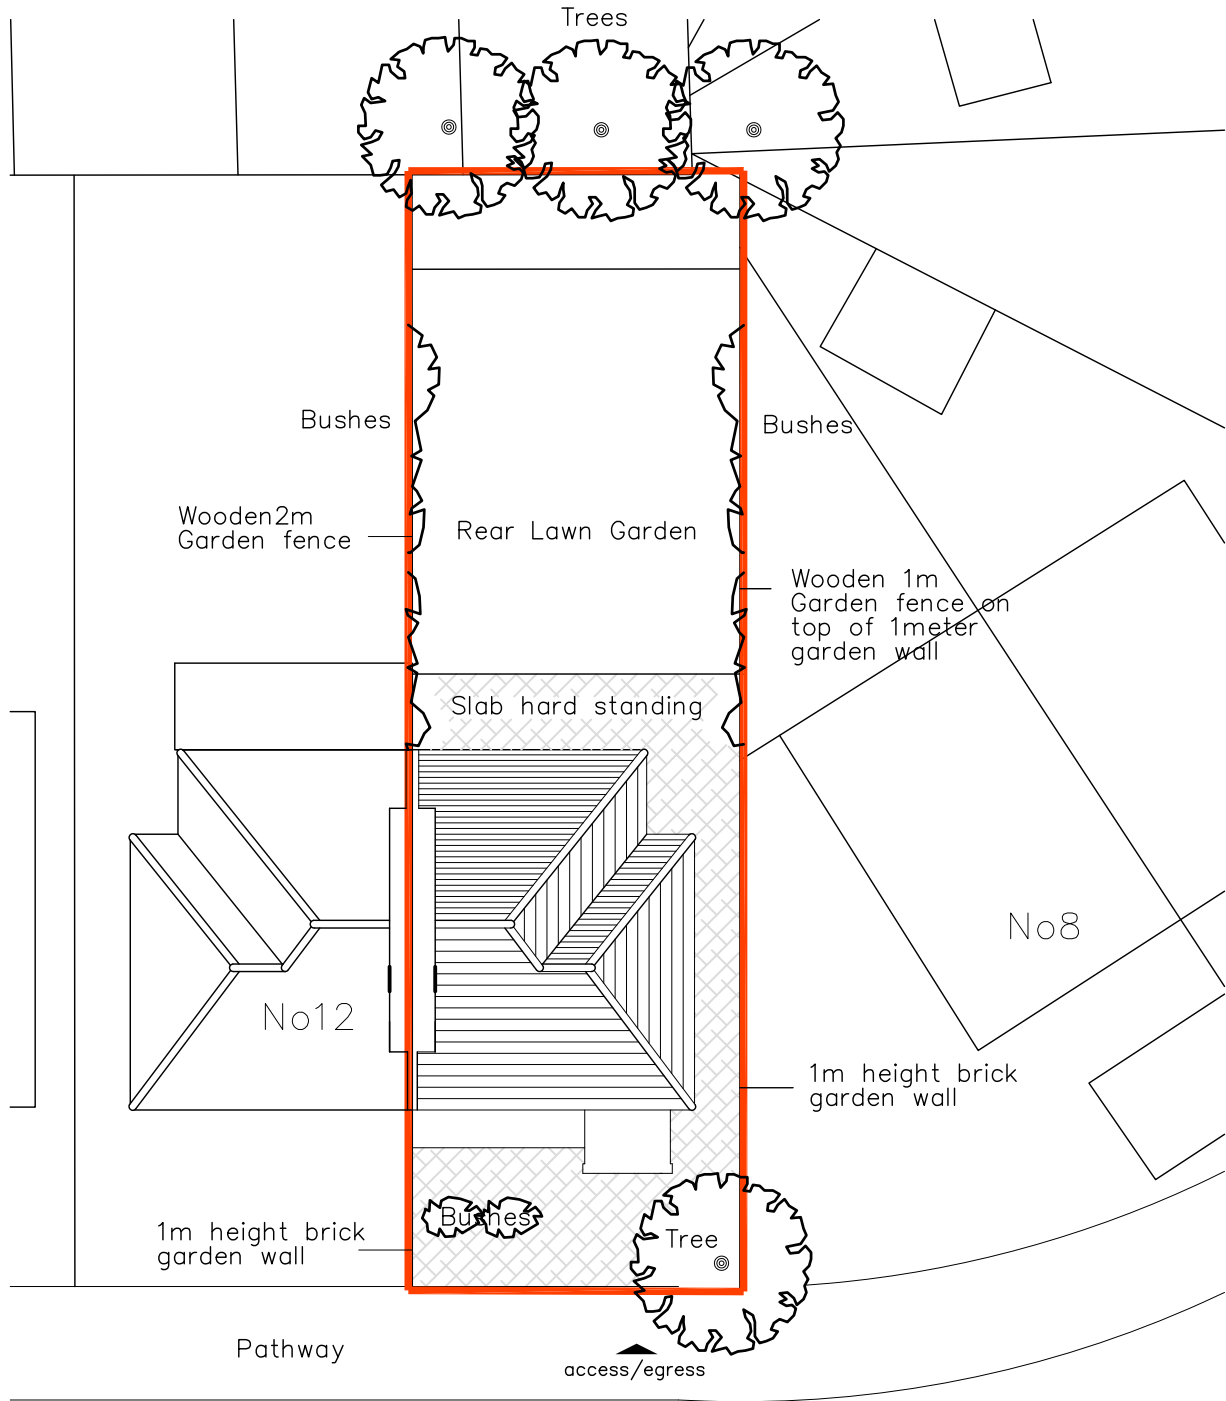 Trees
Bushes
Bushes
Wooden2m
Garden fence
Rear Lawn Garden
Wooden 1m
Garden fence on
top of 1meter
garden wall
Slab hard standing
No8
No12
1m height brick
garden wall
Bushes
1m height brick
garden wall
Tree
Pathway
access/egress